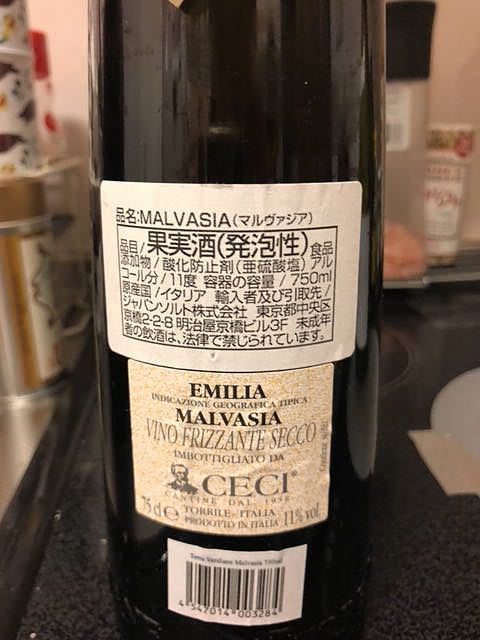 品名:MALVASIA(マルヴァジア)
品目/果実酒(発泡性)食品
添加物/酸化防止剤(亜硫酸塩) アル
コール分/11度 容器の容量/750ml
原産国/イタリア 輸入者及び引取先/
ジャパンソルト株式会社 東京都中央区
京橋2-2-8 明治屋京橋ビル3F 未成年
者の飲酒は、法律で禁じられています。
EMILIA
INDICAZIONE GEOGRAFICA TIPICA
MALVASIA
VINO FRIZZANTE SECCO
IMBOTTIGLIATO DA
CECI®
CANTINE DAL 1938
TORRILE - ITALIA
75 cl e PRODOTTO IN ITALIA 11% vol.
Terre Verdiane Malvasia 750ml
4 547014 003284